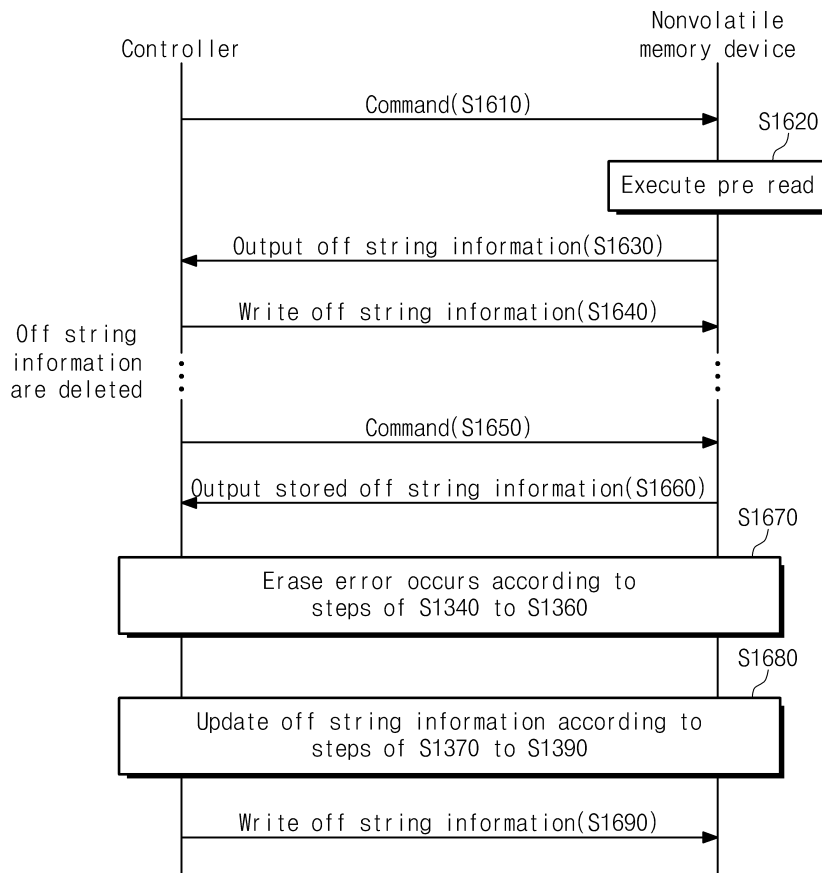 Controller
Nonvolatile
memory device
Command(S1610)
S1620
Execute pre read
Output off string information(S1630)
Write off string information(S1640)
Off string
information
are deleted
Command(S1650)
Output stored off string information(S1660)
S1670
Erase error occurs according to
steps of S1340 to S1360
S1680
Update off string information according to
steps of S1370 to S1390
Write off string information(S1690)